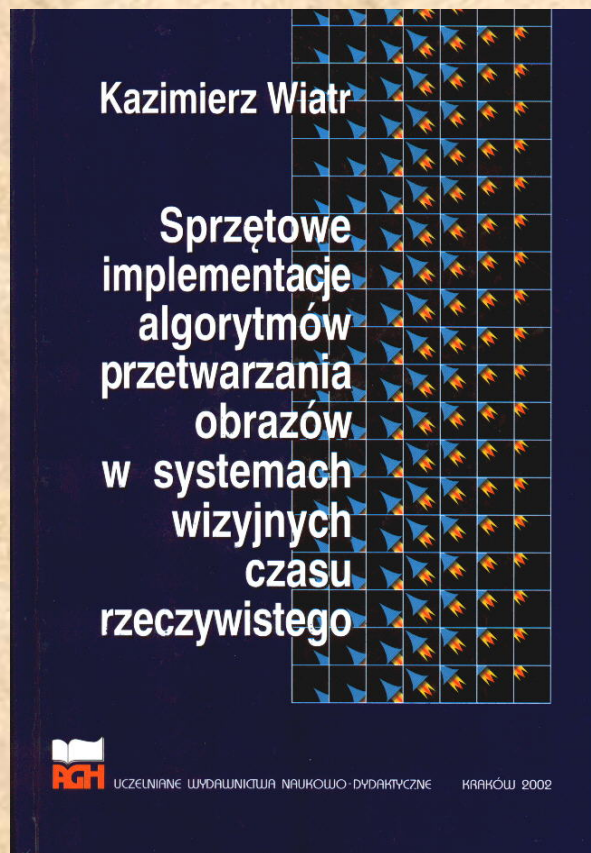 Kazimierz Wiatr
Sprzętowe
implementacje
algorytmów
przetwarzania
obrazów
w systemach
wizyjnych
czasu
rzeczywistego
AGH
UCZELNIANE WYDAWNICTWA NAUKOWO-DYDAKTYCZNE KRAKÓW 2002